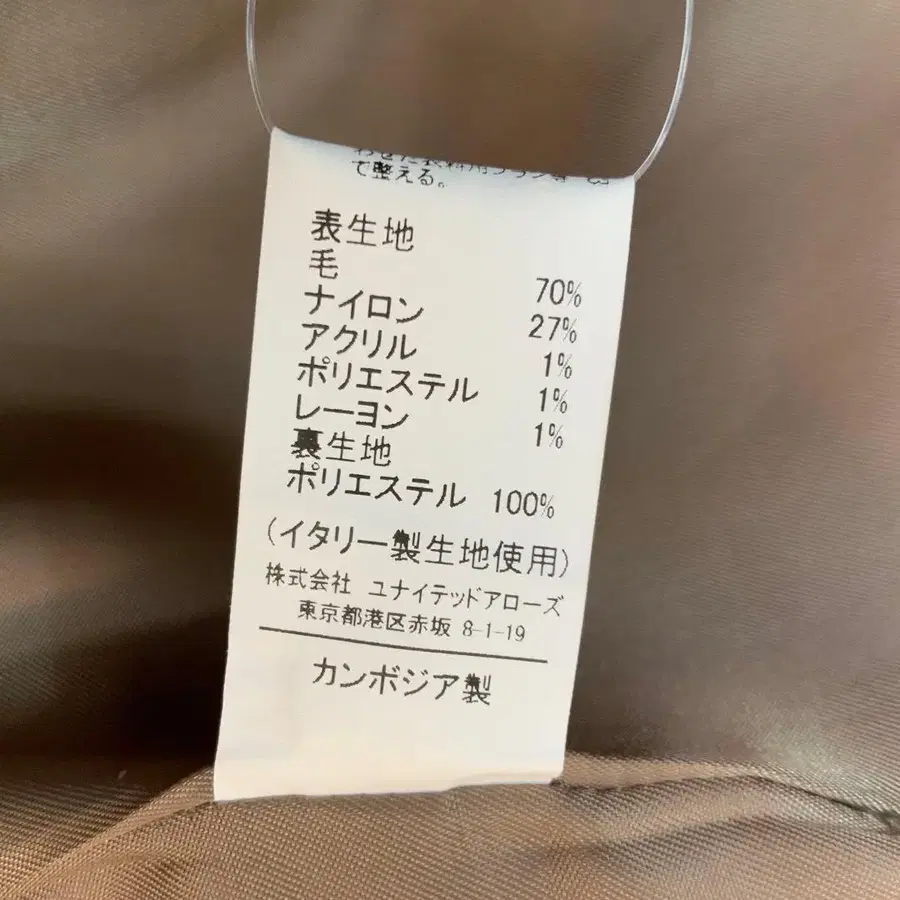 て整える。
表生地
毛 70%
ナイロン 27%
アクリル 1%
ポリエステル 1%
レーヨン 1%
裏生地
ポリエステル 100%
(イタリー製生地使用)
株式会社 ユナイテッドアローズ
東京都港区赤坂 8-1-19
カンボジア製